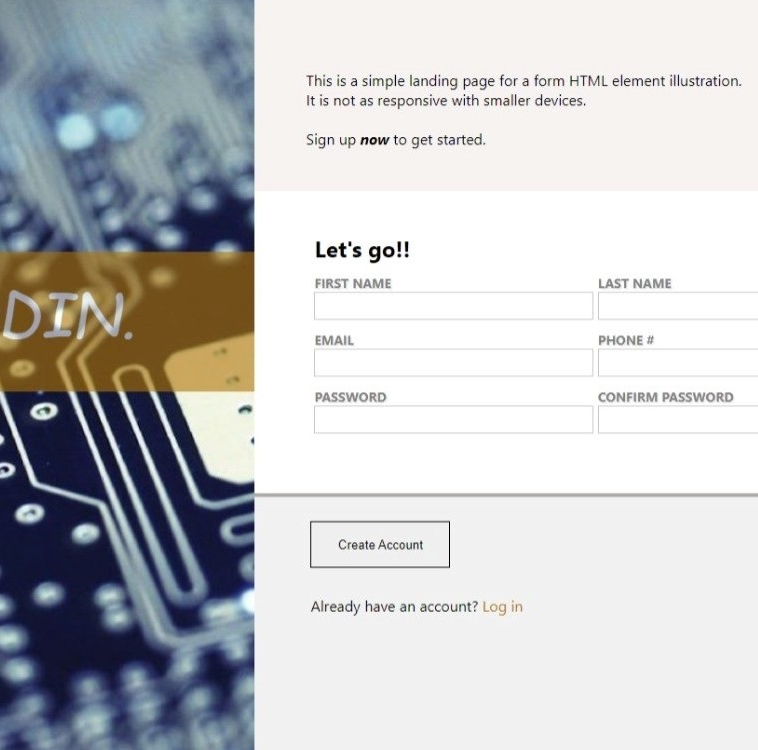 This is a simple landing page for a form HTML element illustration.
It is not as responsive with smaller devices.
Sign up now to get started.
DIN.
Let's go!!
FIRST NAME LAST NAME
EMAIL PHONE #
PASSWORD CONFIRM PASSWORD
Create Account
Already have an account? Log in